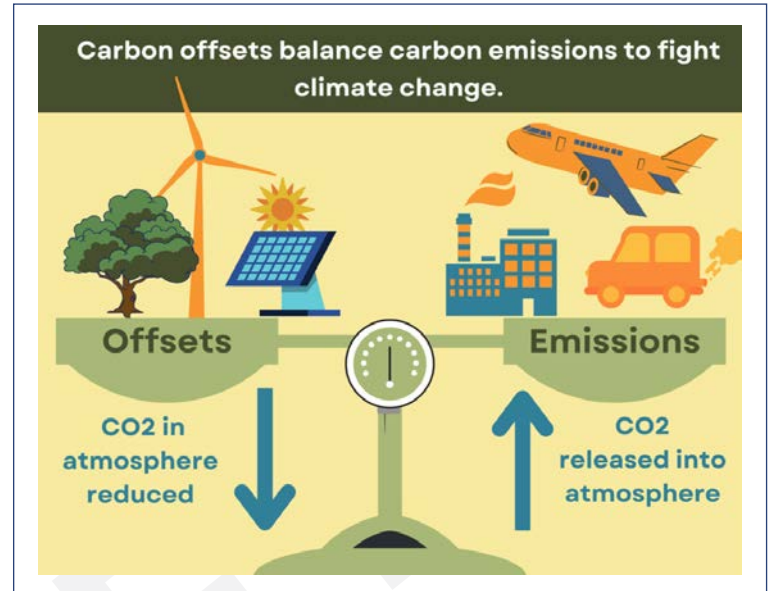 Carbon offsets balance carbon emissions to fight
climate change.
Offsets
Emissions
CO2 in
atmosphere
reduced
CO2
released into
atmosphere